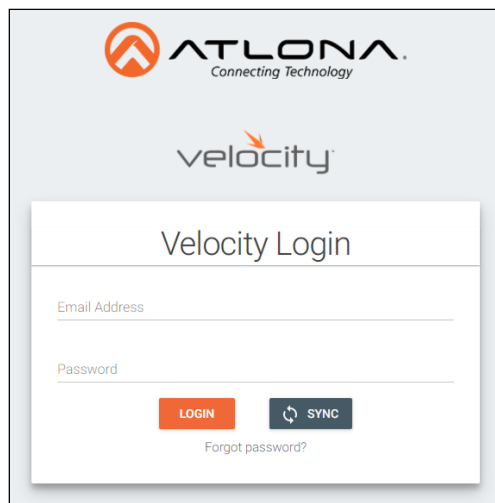 ATLONA.
Connecting Technology
velocity
Velocity Login
Email Address
Password
LOGIN SYNC
Forgot password?